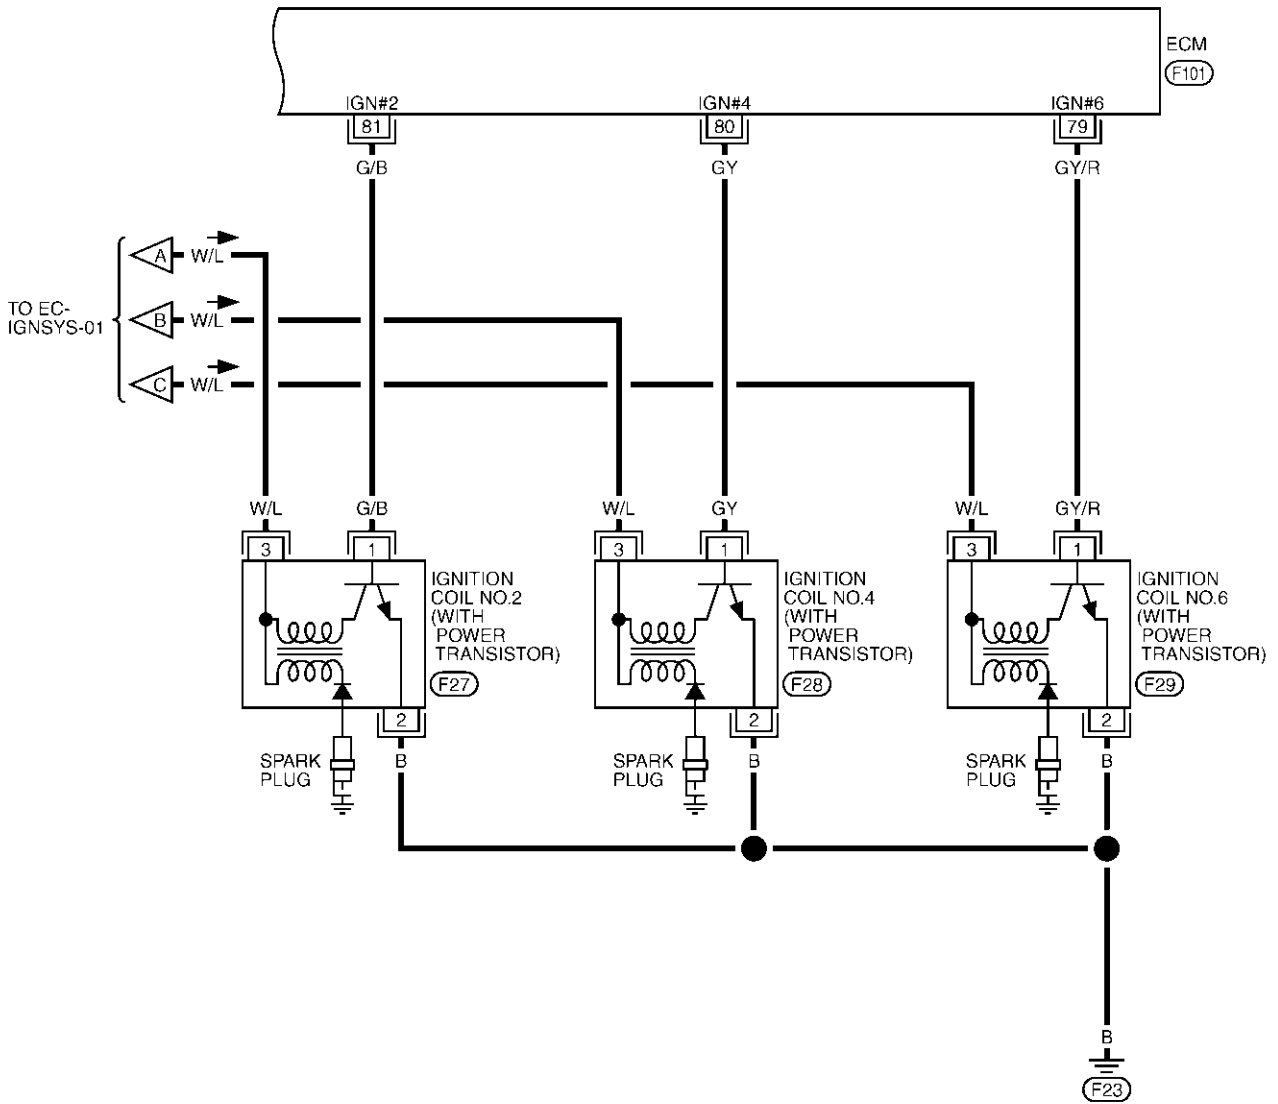 ECM
F101
IGN#2 IGN#4 IGN#6
81 80 79
G/B GY GY/R
A W/L
TO EC-
IGNSYS-01
B W/L
C W/L
W/L G/B W/L GY W/L GY/R
3 1 3 1 3 1
IGNITION
COIL NO.2
(WITH
POWER
TRANSISTOR)
F27
IGNITION
COIL NO.4
(WITH
POWER
TRANSISTOR)
F28
IGNITION
COIL NO.6
(WITH
POWER
TRANSISTOR)
F29
2 2 2
SPARK
PLUG
B
SPARK
PLUG
B
SPARK
PLUG
B
B
F23